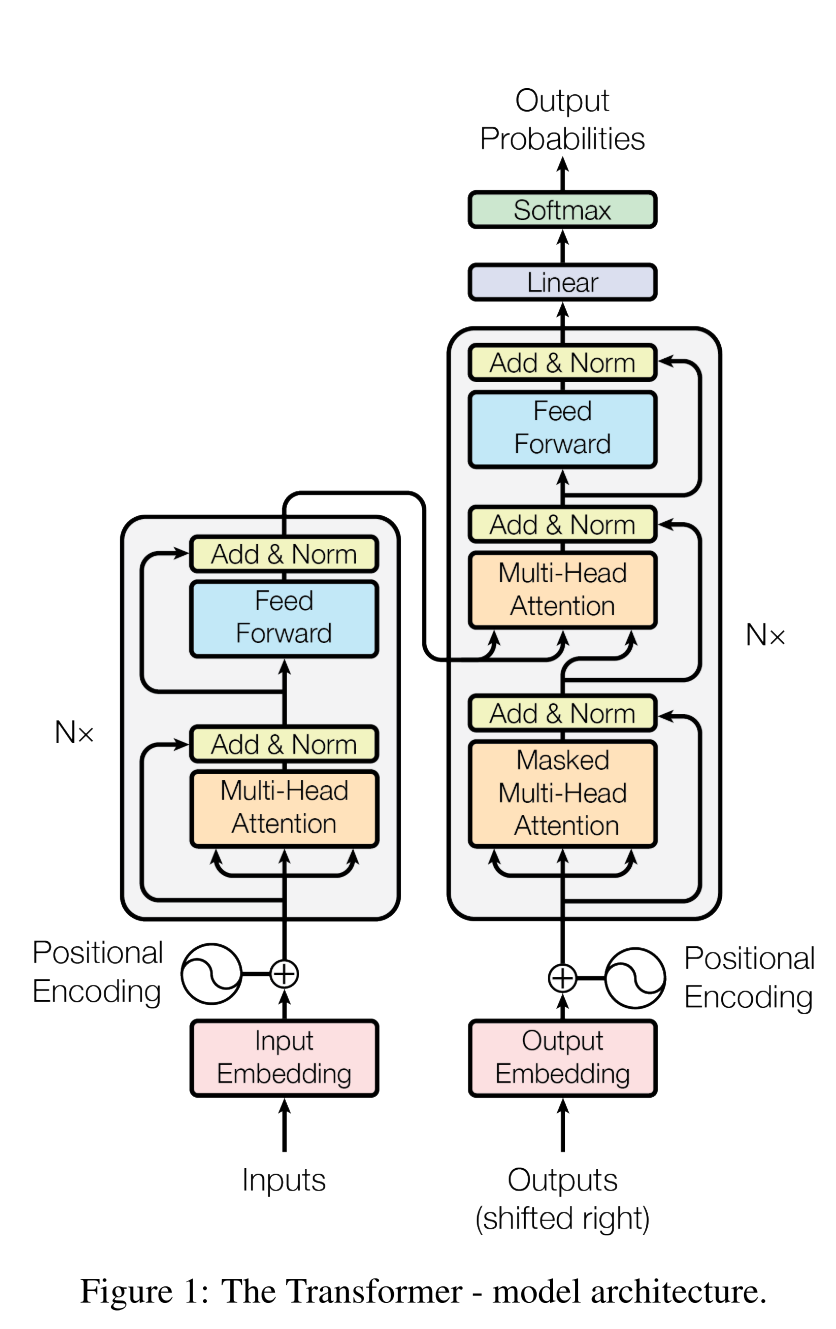 Output
Probabilities
Softmax
Linear
Add & Norm
Feed
Forward
Add & Norm
Multi-Head
Attention
Add & Norm
Masked
Multi-Head
Attention
N×
Add & Norm
Feed
Forward
Add & Norm
Multi-Head
Attention
N×
Positional
Encoding
Positional
Encoding
Input
Embedding
Output
Embedding
Inputs
Outputs
(shifted right)
Figure 1: The Transformer - model architecture.